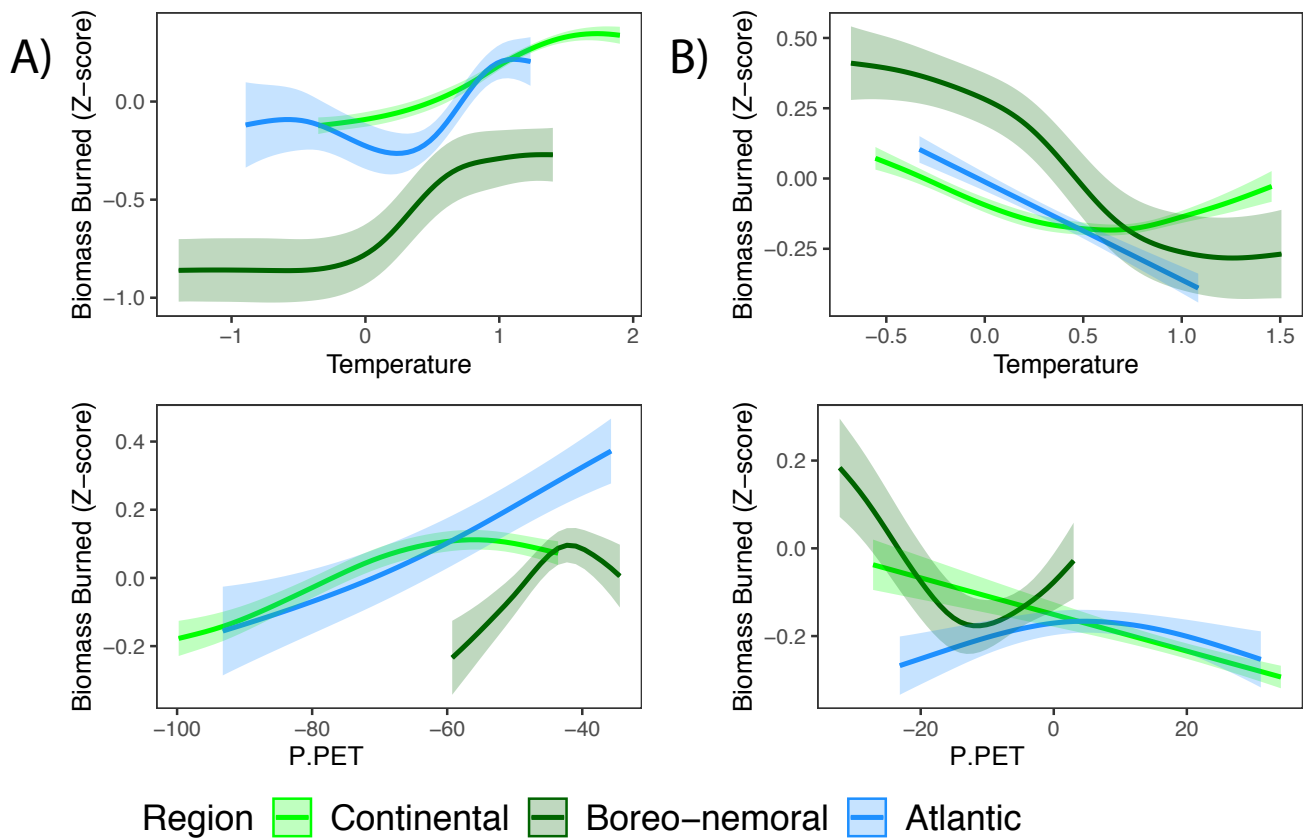 A)
Biomass Burned (Z−score)
0.0
−0.5
−1.0
−1 0 1 2
Temperature
B)
Biomass Burned (Z−score)
0.50
0.25
0.00
−0.25
−0.5 0.0 0.5 1.0 1.5
Temperature
Biomass Burned (Z−score)
0.4
0.2
0.0
−0.2
−100 −80 −60 −40
P.PET
Biomass Burned (Z−score)
0.2
0.0
−0.2
−20 0 20
P.PET
Region Continental Boreo−nemoral Atlantic